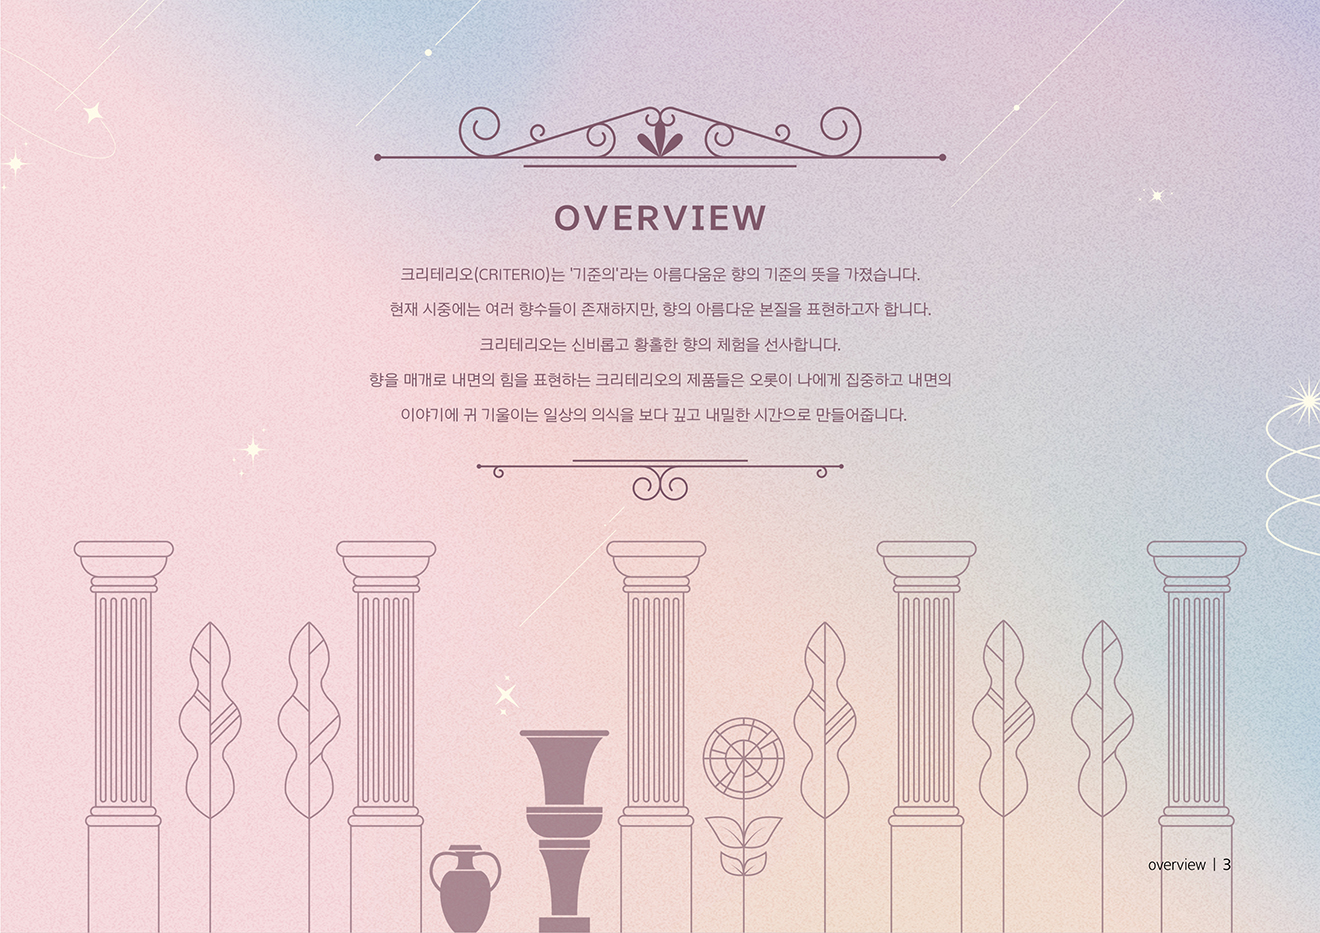 OVERVIEW
크리테리오(CRITERIO)는 '기준의'라는 아름다움운 향의 기준의 뜻을 가졌습니다.
현재 시중에는 여러 향수들이 존재하지만, 향의 아름다운 본질을 표현하고자 합니다.
크리테리오는 신비롭고 황홀한 향의 체험을 선사합니다.
향을 매개로 내면의 힘을 표현하는 크리테리오의 제품들은 오롯이 나에게 집중하고 내면의
이야기에 귀 기울이는 일상의 의식을 보다 깊고 내밀한 시간으로 만들어줍니다.
overview | 3